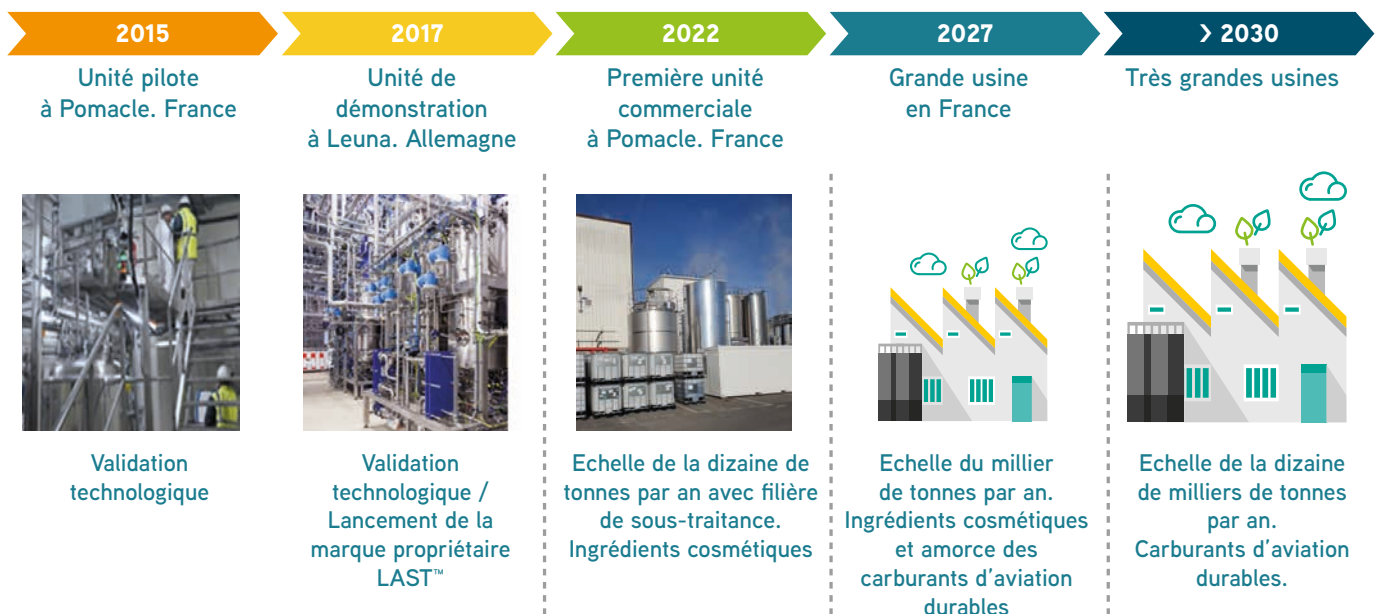 2015
2017
2022
2027
> 2030
Unité pilote
à Pomacle. France
Unité de
démonstration
à Leuna. Allemagne
Première unité
commerciale
à Pomacle. France
Grande usine
en France
Très grandes usines
Validation
technologique
Validation
technologique /
Lancement de la
marque propriétaire
LAST™
Echelle de la dizaine de
tonnes par an avec filière
de sous-traitance.
Ingrédients cosmétiques
Echelle du millier
de tonnes par an.
Ingrédients cosmétiques
et amorce des
carburants d’aviation
durables
Echelle de la dizaine
de milliers de tonnes
par an.
Carburants d’aviation
durables.